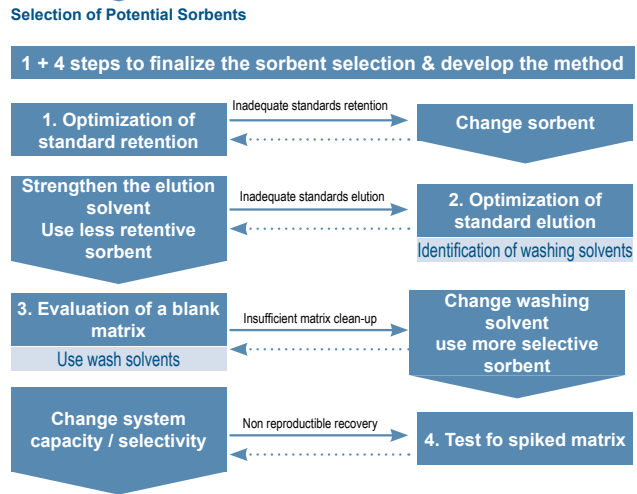 Selection of Potential Sorbents
1 + 4 steps to finalize the sorbent selection & develop the method
1. Optimization of
standard retention
Inadequate standards retention
Change sorbent
Strengthen the elution
solvent
Use less retentive
sorbent
Inadequate standards elution
2. Optimization of
standard elution
Identification of washing solvents
3. Evaluation of a blank
matrix
Use wash solvents
Insufficient matrix clean-up
Change washing
solvent
use more selective
sorbent
Change system
capacity / selectivity
Non reproductible recovery
4. Test fo spiked matrix